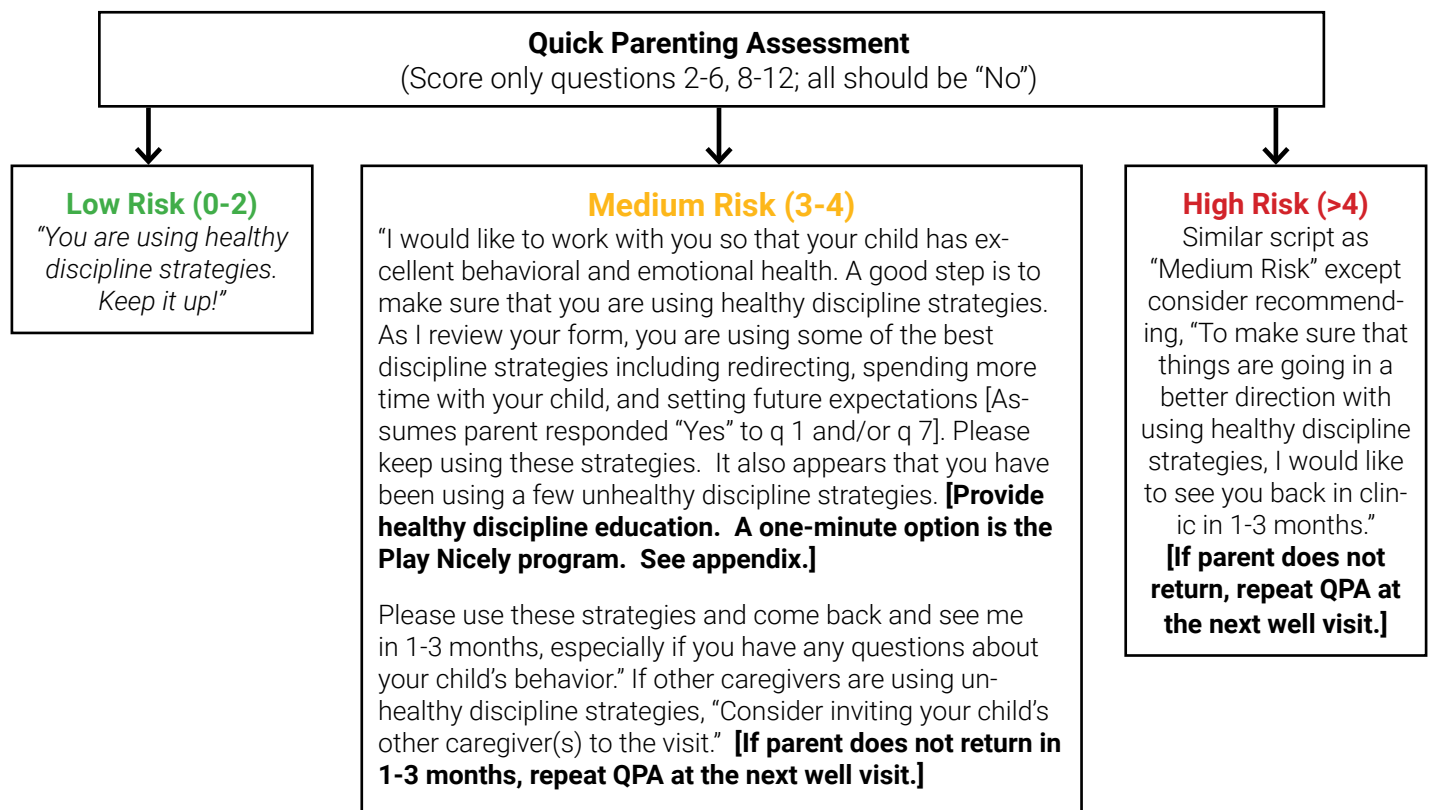 Quick Parenting Assessment
(Score only questions 2-6, 8-12; all should be “No”)
Low Risk (0-2)
“You are using healthy
discipline strategies.
Keep it up!”
Medium Risk (3-4)
“I would like to work with you so that your child has ex-
cellent behavioral and emotional health. A good step is to
make sure that you are using healthy discipline strategies.
As I review your form, you are using some of the best
discipline strategies including redirecting, spending more
time with your child, and setting future expectations [As-
sumes parent responded “Yes” to q 1 and/or q 7]. Please
keep using these strategies.  It also appears that you have
been using a few unhealthy discipline strategies. [Provide
healthy discipline education.  A one-minute option is the
Play Nicely program.  See appendix.]
Please use these strategies and come back and see me
in 1-3 months, especially if you have any questions about
your child’s behavior.” If other caregivers are using un-
healthy discipline strategies, “Consider inviting your child’s
other caregiver(s) to the visit.”  [If parent does not return in
1-3 months, repeat QPA at the next well visit.]
High Risk (>4)
Similar script as
“Medium Risk” except
consider recommend-
ing, “To make sure that
things are going in a
better direction with
using healthy discipline
strategies, I would like
to see you back in clin-
ic in 1-3 months.”
[If parent does not
return, repeat QPA at
the next well visit.]